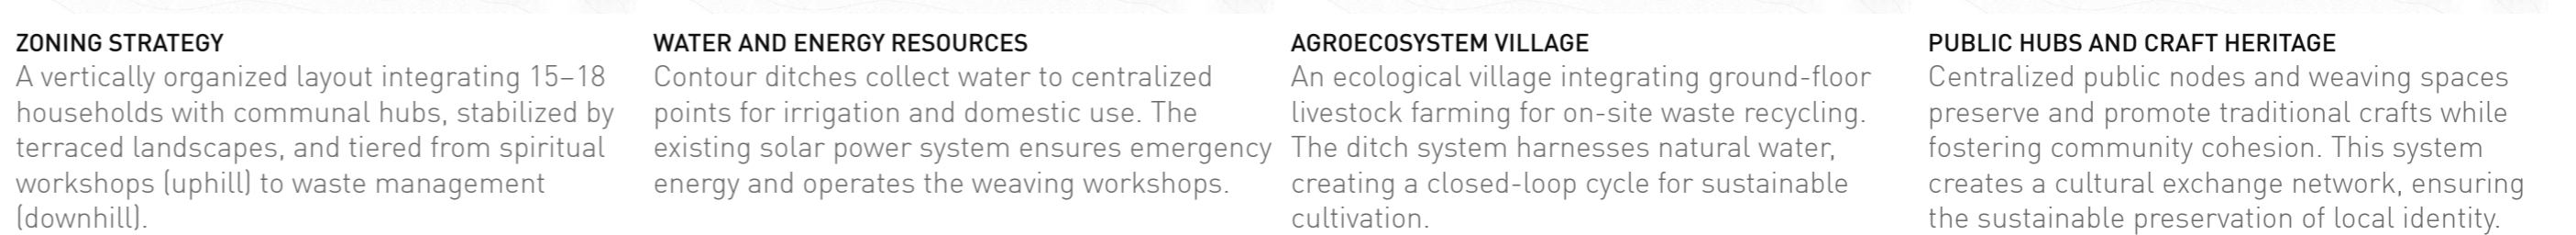 ZONING STRATEGY
A vertically organized layout integrating 15–18
households with communal hubs, stabilized by
terraced landscapes, and tiered from spiritual
workshops (uphill) to waste management
(downhill).
WATER AND ENERGY RESOURCES
Contour ditches collect water to centralized
points for irrigation and domestic use. The
existing solar power system ensures emergency
energy and operates the weaving workshops.
AGROECOSYSTEM VILLAGE
An ecological village integrating ground-floor
livestock farming for on-site waste recycling.
The ditch system harnesses natural water,
creating a closed-loop cycle for sustainable
cultivation.
PUBLIC HUBS AND CRAFT HERITAGE
Centralized public nodes and weaving spaces
preserve and promote traditional crafts while
fostering community cohesion. This system
creates a cultural exchange network, ensuring
the sustainable preservation of local identity.